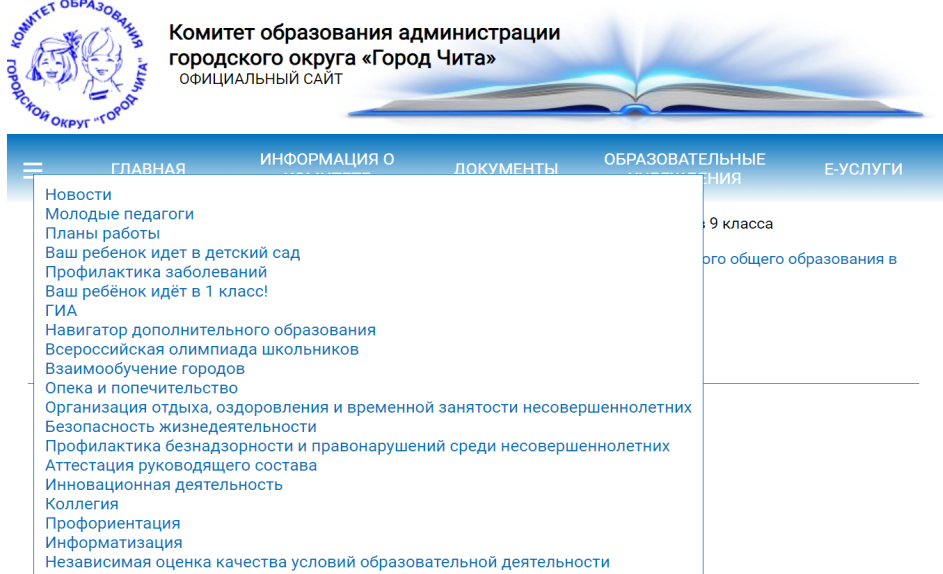 КОМИТЕТ ОБРАЗОВАНИЯ
ГОРОДСКОЙ ОКРУГ "ГОРОД ЧИТА"
Комитет образования администрации
городского округа «Город Чита»
ОФИЦИАЛЬНЫЙ САЙТ
ГЛАВНАЯ
ИНФОРМАЦИЯ О
ДОКУМЕНТЫ
ОБРАЗОВАТЕЛЬНЫЕ
Е-УСЛУГИ
Новости
Молодые педагоги
Планы работы
Ваш ребенок идет в детский сад
Профилактика заболеваний
Ваш ребёнок идёт в 1 класс!
ГИА
Навигатор дополнительного образования
Всероссийская олимпиада школьников
Взаимообучение городов
Опека и попечительство
Организация отдыха, оздоровления и временной занятости несовершеннолетних
Безопасность жизнедеятельности
Профилактика безнадзорности и правонарушений среди несовершеннолетних
Аттестация руководящего состава
Инновационная деятельность
Коллегия
Профориентация
Информатизация
Независимая оценка качества условий образовательной деятельности
9 класса
общего образования в